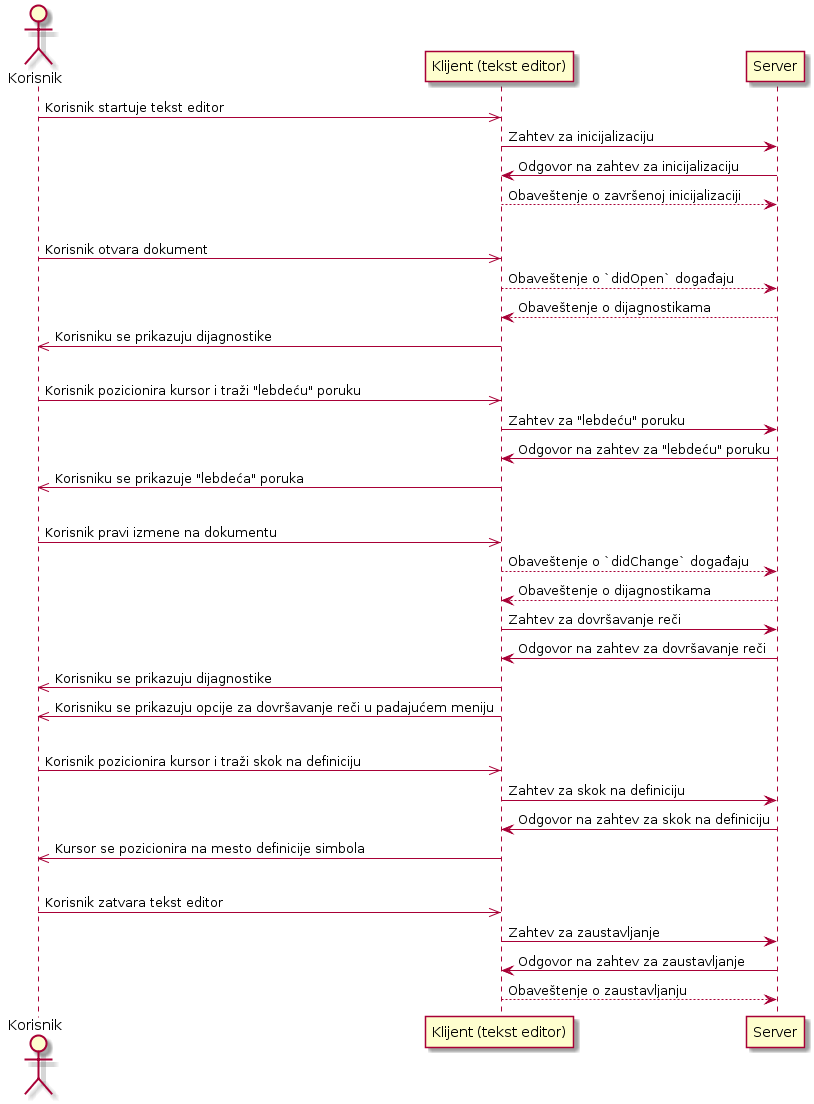 Korisnik
Klijent (tekst editor)
Server
Korisnik startuje tekst editor
Zahtev za inicijalizaciju
Odgovor na zahtev za inicijalizaciju
Obaveštenje o završenoj inicijalizaciji
Korisnik otvara dokument
Obaveštenje o `didOpen` događaju
Obaveštenje o dijagnostikama
Korisniku se prikazuju dijagnostike
Korisnik pozicionira kursor i traži "lebdeću" poruku
Zahtev za "lebdeću" poruku
Odgovor na zahtev za "lebdeću" poruku
Korisniku se prikazuje "lebdeća" poruka
Korisnik pravi izmene na dokumentu
Obaveštenje o `didChange` događaju
Obaveštenje o dijagnostikama
Zahtev za dovršavanje reči
Odgovor na zahtev za dovršavanje reči
Korisniku se prikazuju dijagnostike
Korisniku se prikazuju opcije za dovršavanje reči u padajućem meniju
Korisnik pozicionira kursor i traži skok na definiciju
Zahtev za skok na definiciju
Odgovor na zahtev za skok na definiciju
Kursor se pozicionira na mesto definicije simbola
Korisnik zatvara tekst editor
Zahtev za zaustavljanje
Odgovor na zahtev za zaustavljanje
Obaveštenje o zaustavljanju
Korisnik
Klijent (tekst editor)
Server